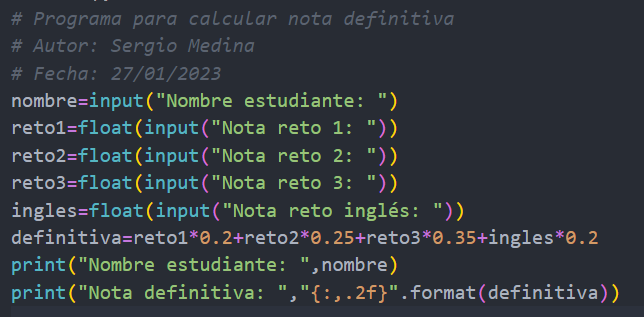 # Programa para calcular nota definitiva
# Autor: Sergio Medina
# Fecha: 27/01/2023
nombre=input("Nombre estudiante: ")
reto1=float(input("Nota reto 1: "))
reto2=float(input("Nota reto 2: "))
reto3=float(input("Nota reto 3: "))
ingles=float(input("Nota reto inglés: "))
definitiva=reto1*0.2+reto2*0.25+reto3*0.35+ingles*0.2
print("Nombre estudiante: ",nombre)
print("Nota definitiva: ","{:,.2f}".format(definitiva))